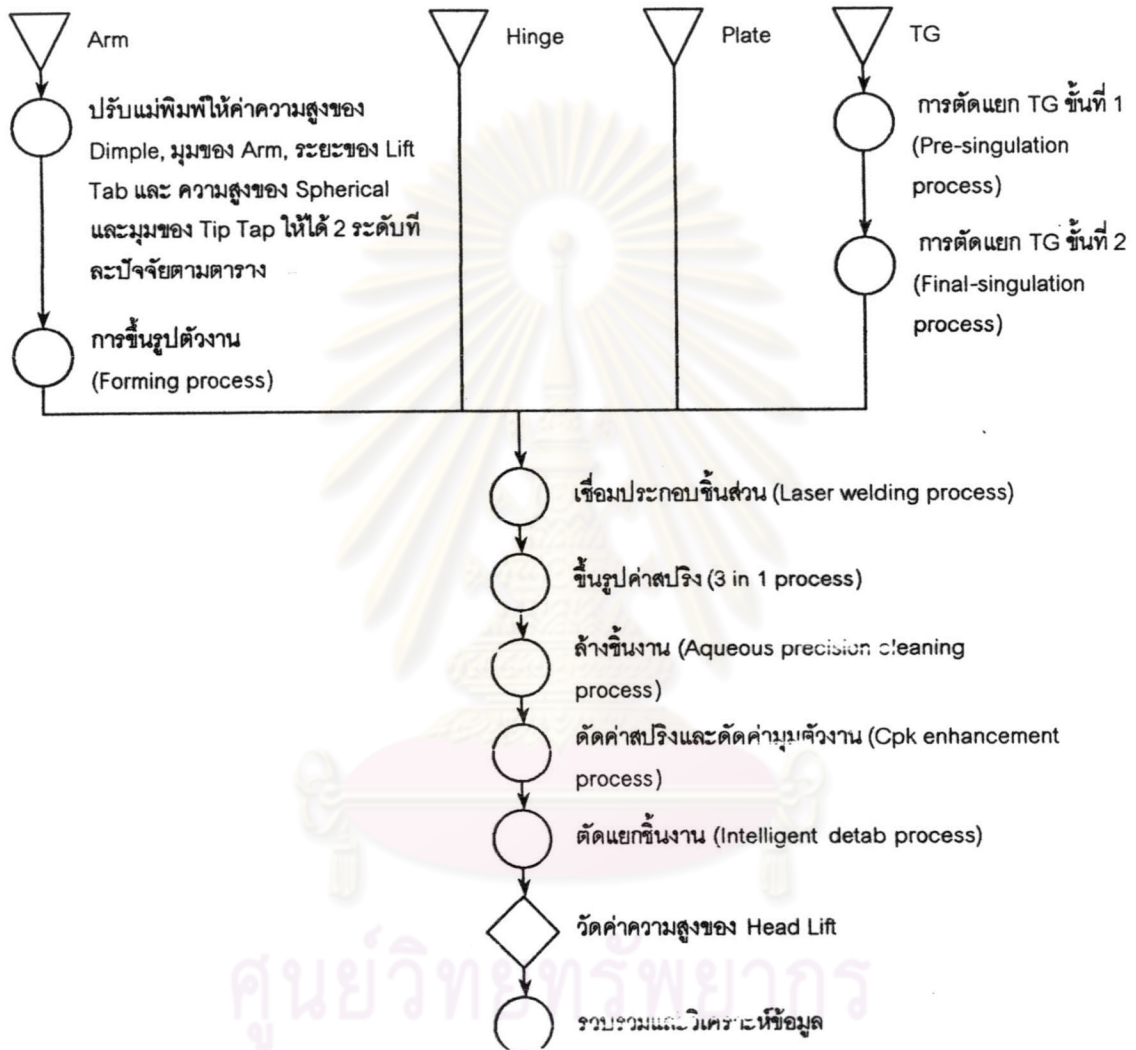 Arm
Hinge
Plate
TG
ปรับแม่พิมพ์ให้ค่าความสูงของ
Dimple, มุมของ Arm, ระยะของ Lift
Tab และ ความสูงของ Spherical
และมุมของ Tip Tap ให้ได้ 2 ระดับที่
ละปัจจัยตามตาราง
การขึ้นรูปตัวงาน
(Forming process)
การตัดแยก TG ขั้นที่ 1
(Pre-singulation
process)
การตัดแยก TG ขั้นที่ 2
(Final-singulation
process)
เชื่อมประกอบชิ้นส่วน (Laser welding process)
ขึ้นรูปค่าสปริง (3 in 1 process)
ล้างชิ้นงาน (Aqueous precision cleaning
process)
ดัดค่าสปริงและดัดค่ามุมตัวงาน (Cpk enhancement
process)
ตัดแยกชิ้นงาน (Intelligent detab process)
วัดค่าความสูงของ Head Lift
รวบรวมและวิเคราะห์ข้อมูล
ศูนย์วิทยทรัพยากร